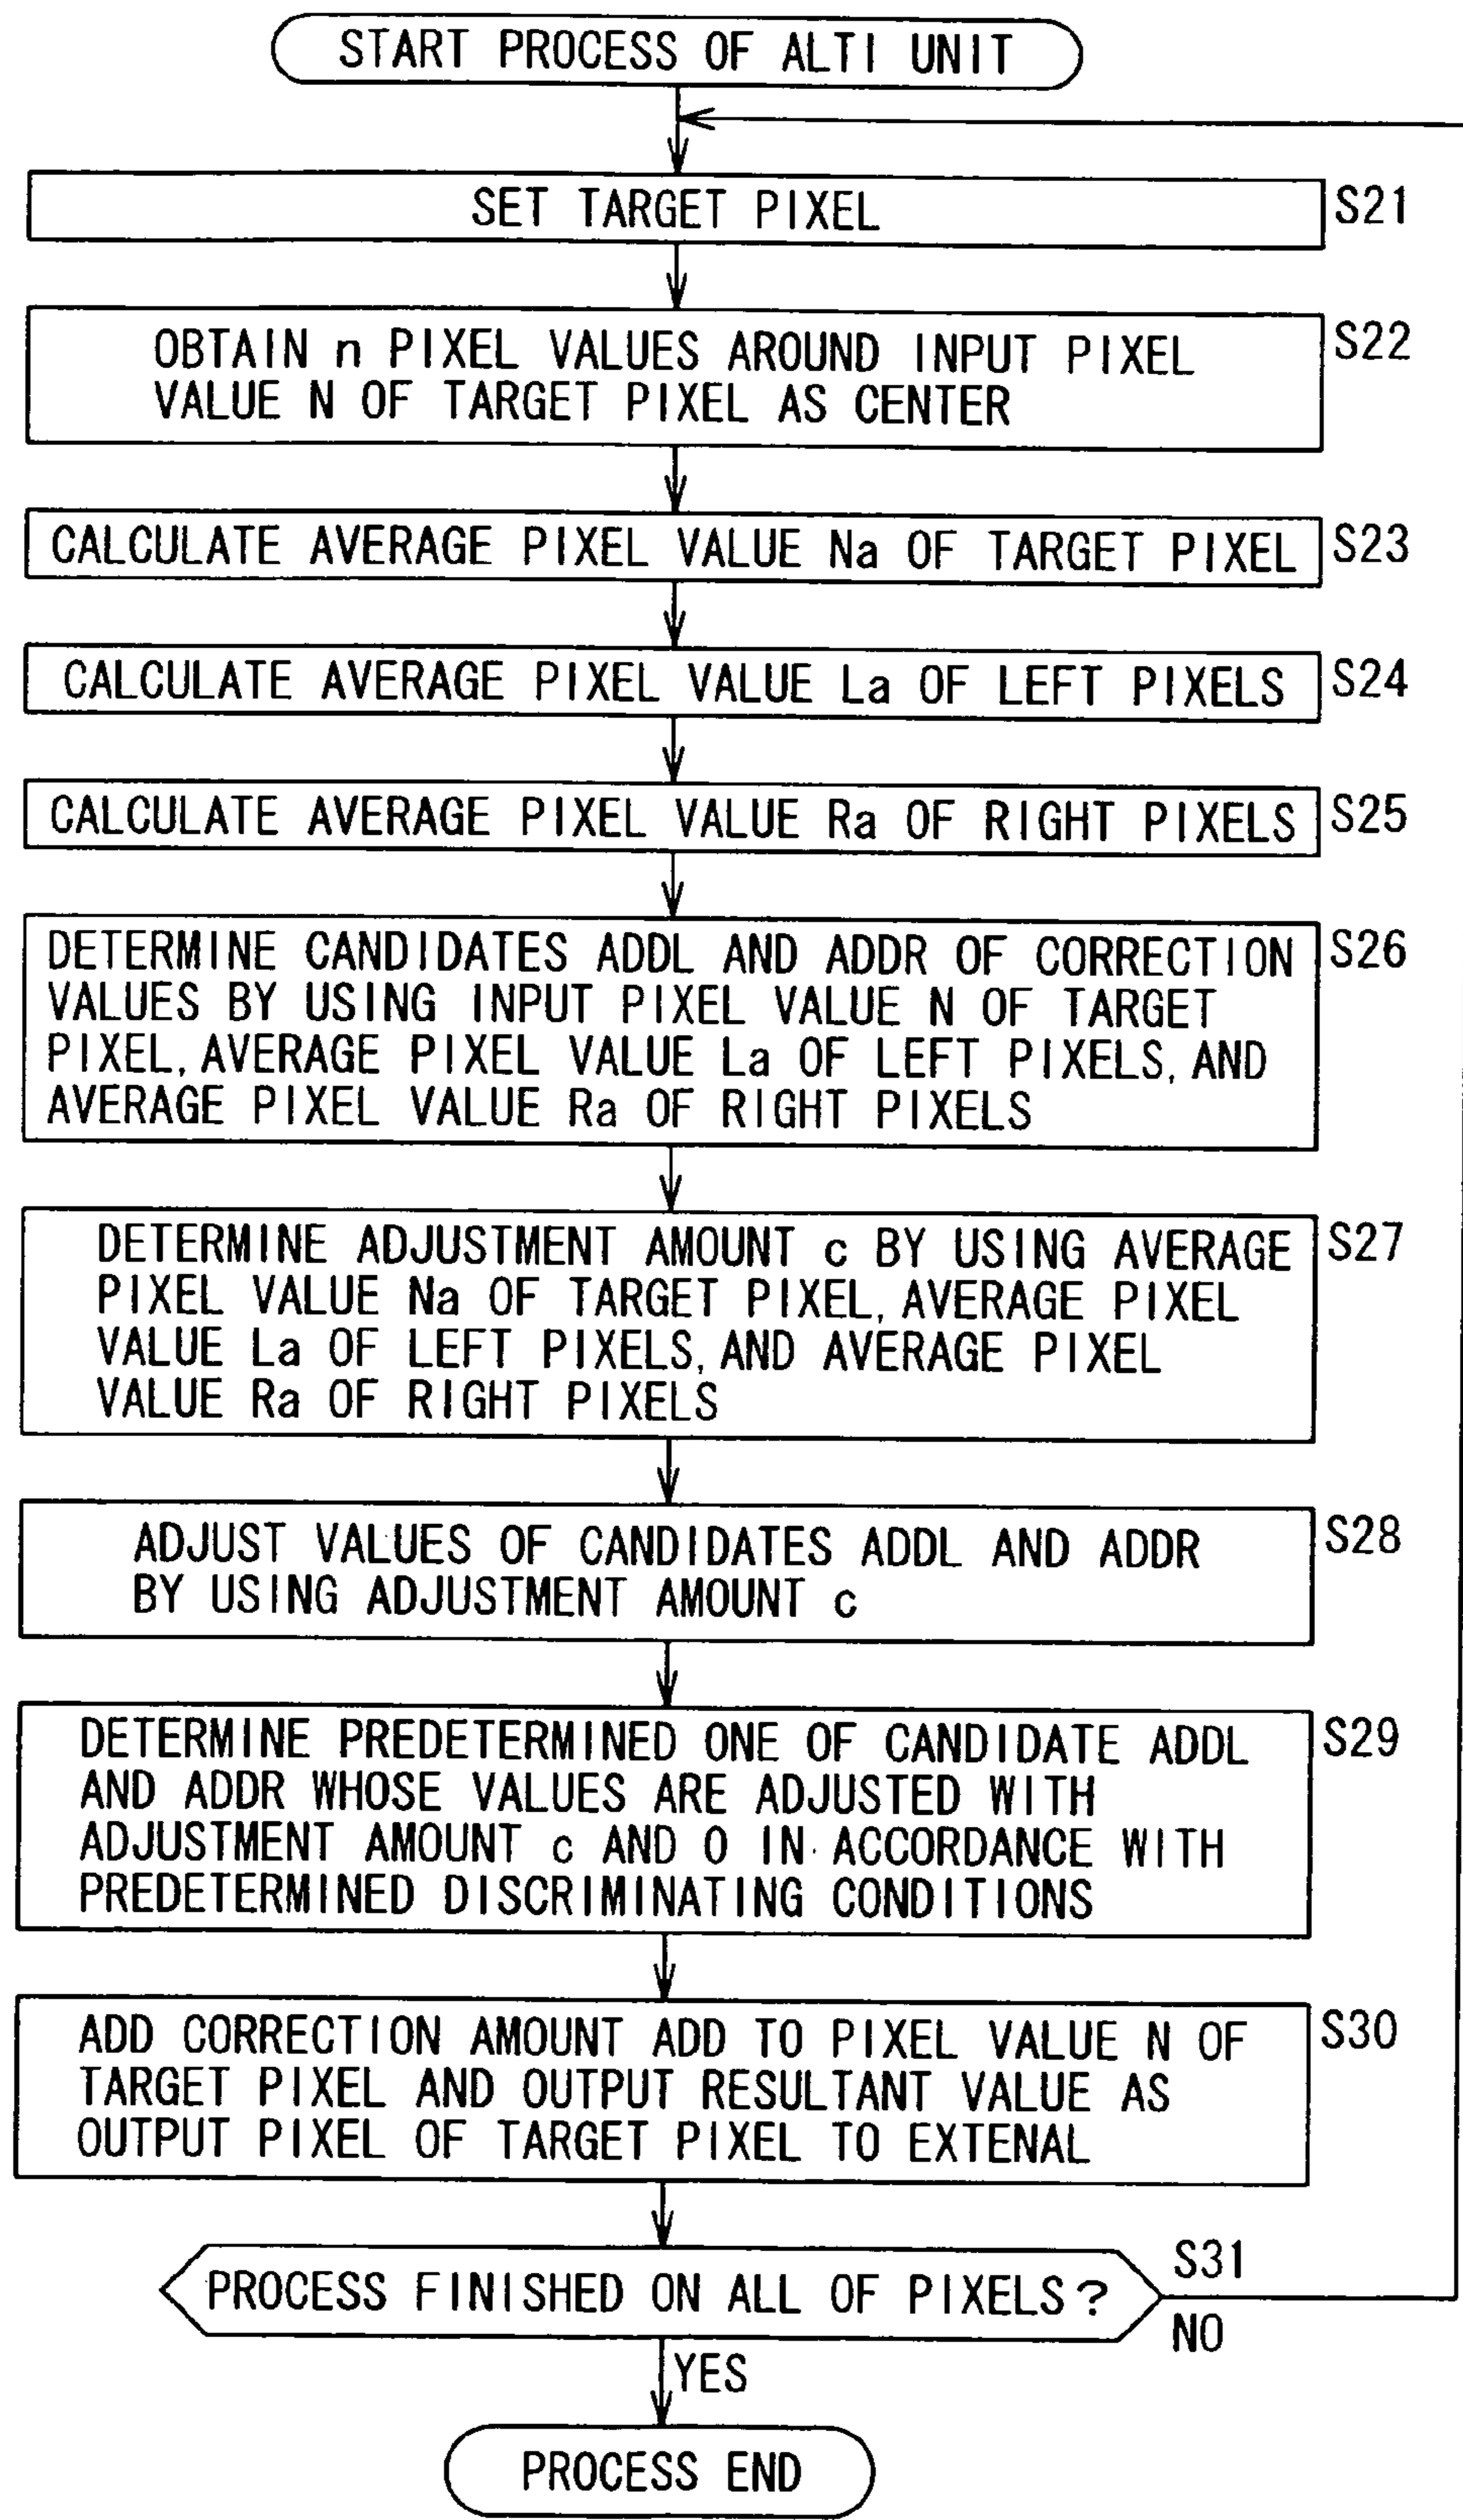 START PROCESS OF ALTI UNIT
SET TARGET PIXEL
S21
OBTAIN n PIXEL VALUES AROUND INPUT PIXEL
VALUE N OF TARGET PIXEL AS CENTER
S22
CALCULATE AVERAGE PIXEL VALUE Na OF TARGET PIXEL
S23
CALCULATE AVERAGE PIXEL VALUE La OF LEFT PIXELS
S24
CALCULATE AVERAGE PIXEL VALUE Ra OF RIGHT PIXELS
S25
DETERMINE CANDIDATES ADDL AND ADDR OF CORRECTION
VALUES BY USING INPUT PIXEL VALUE N OF TARGET
PIXEL, AVERAGE PIXEL VALUE La OF LEFT PIXELS, AND
AVERAGE PIXEL VALUE Ra OF RIGHT PIXELS
S26
DETERMINE ADJUSTMENT AMOUNT c BY USING AVERAGE
PIXEL VALUE Na OF TARGET PIXEL, AVERAGE PIXEL
VALUE La OF LEFT PIXELS, AND AVERAGE PIXEL
VALUE Ra OF RIGHT PIXELS
S27
ADJUST VALUES OF CANDIDATES ADDL AND ADDR
BY USING ADJUSTMENT AMOUNT c
S28
DETERMINE PREDETERMINED ONE OF CANDIDATE ADDL
AND ADDR WHOSE VALUES ARE ADJUSTED WITH
ADJUSTMENT AMOUNT c AND 0 IN ACCORDANCE WITH
PREDETERMINED DISCRIMINATING CONDITIONS
S29
ADD CORRECTION AMOUNT ADD TO PIXEL VALUE N OF
TARGET PIXEL AND OUTPUT RESULTANT VALUE AS
OUTPUT PIXEL OF TARGET PIXEL TO EXTENAL
S30
PROCESS FINISHED ON ALL OF PIXELS?
S31
NO
YES
PROCESS END